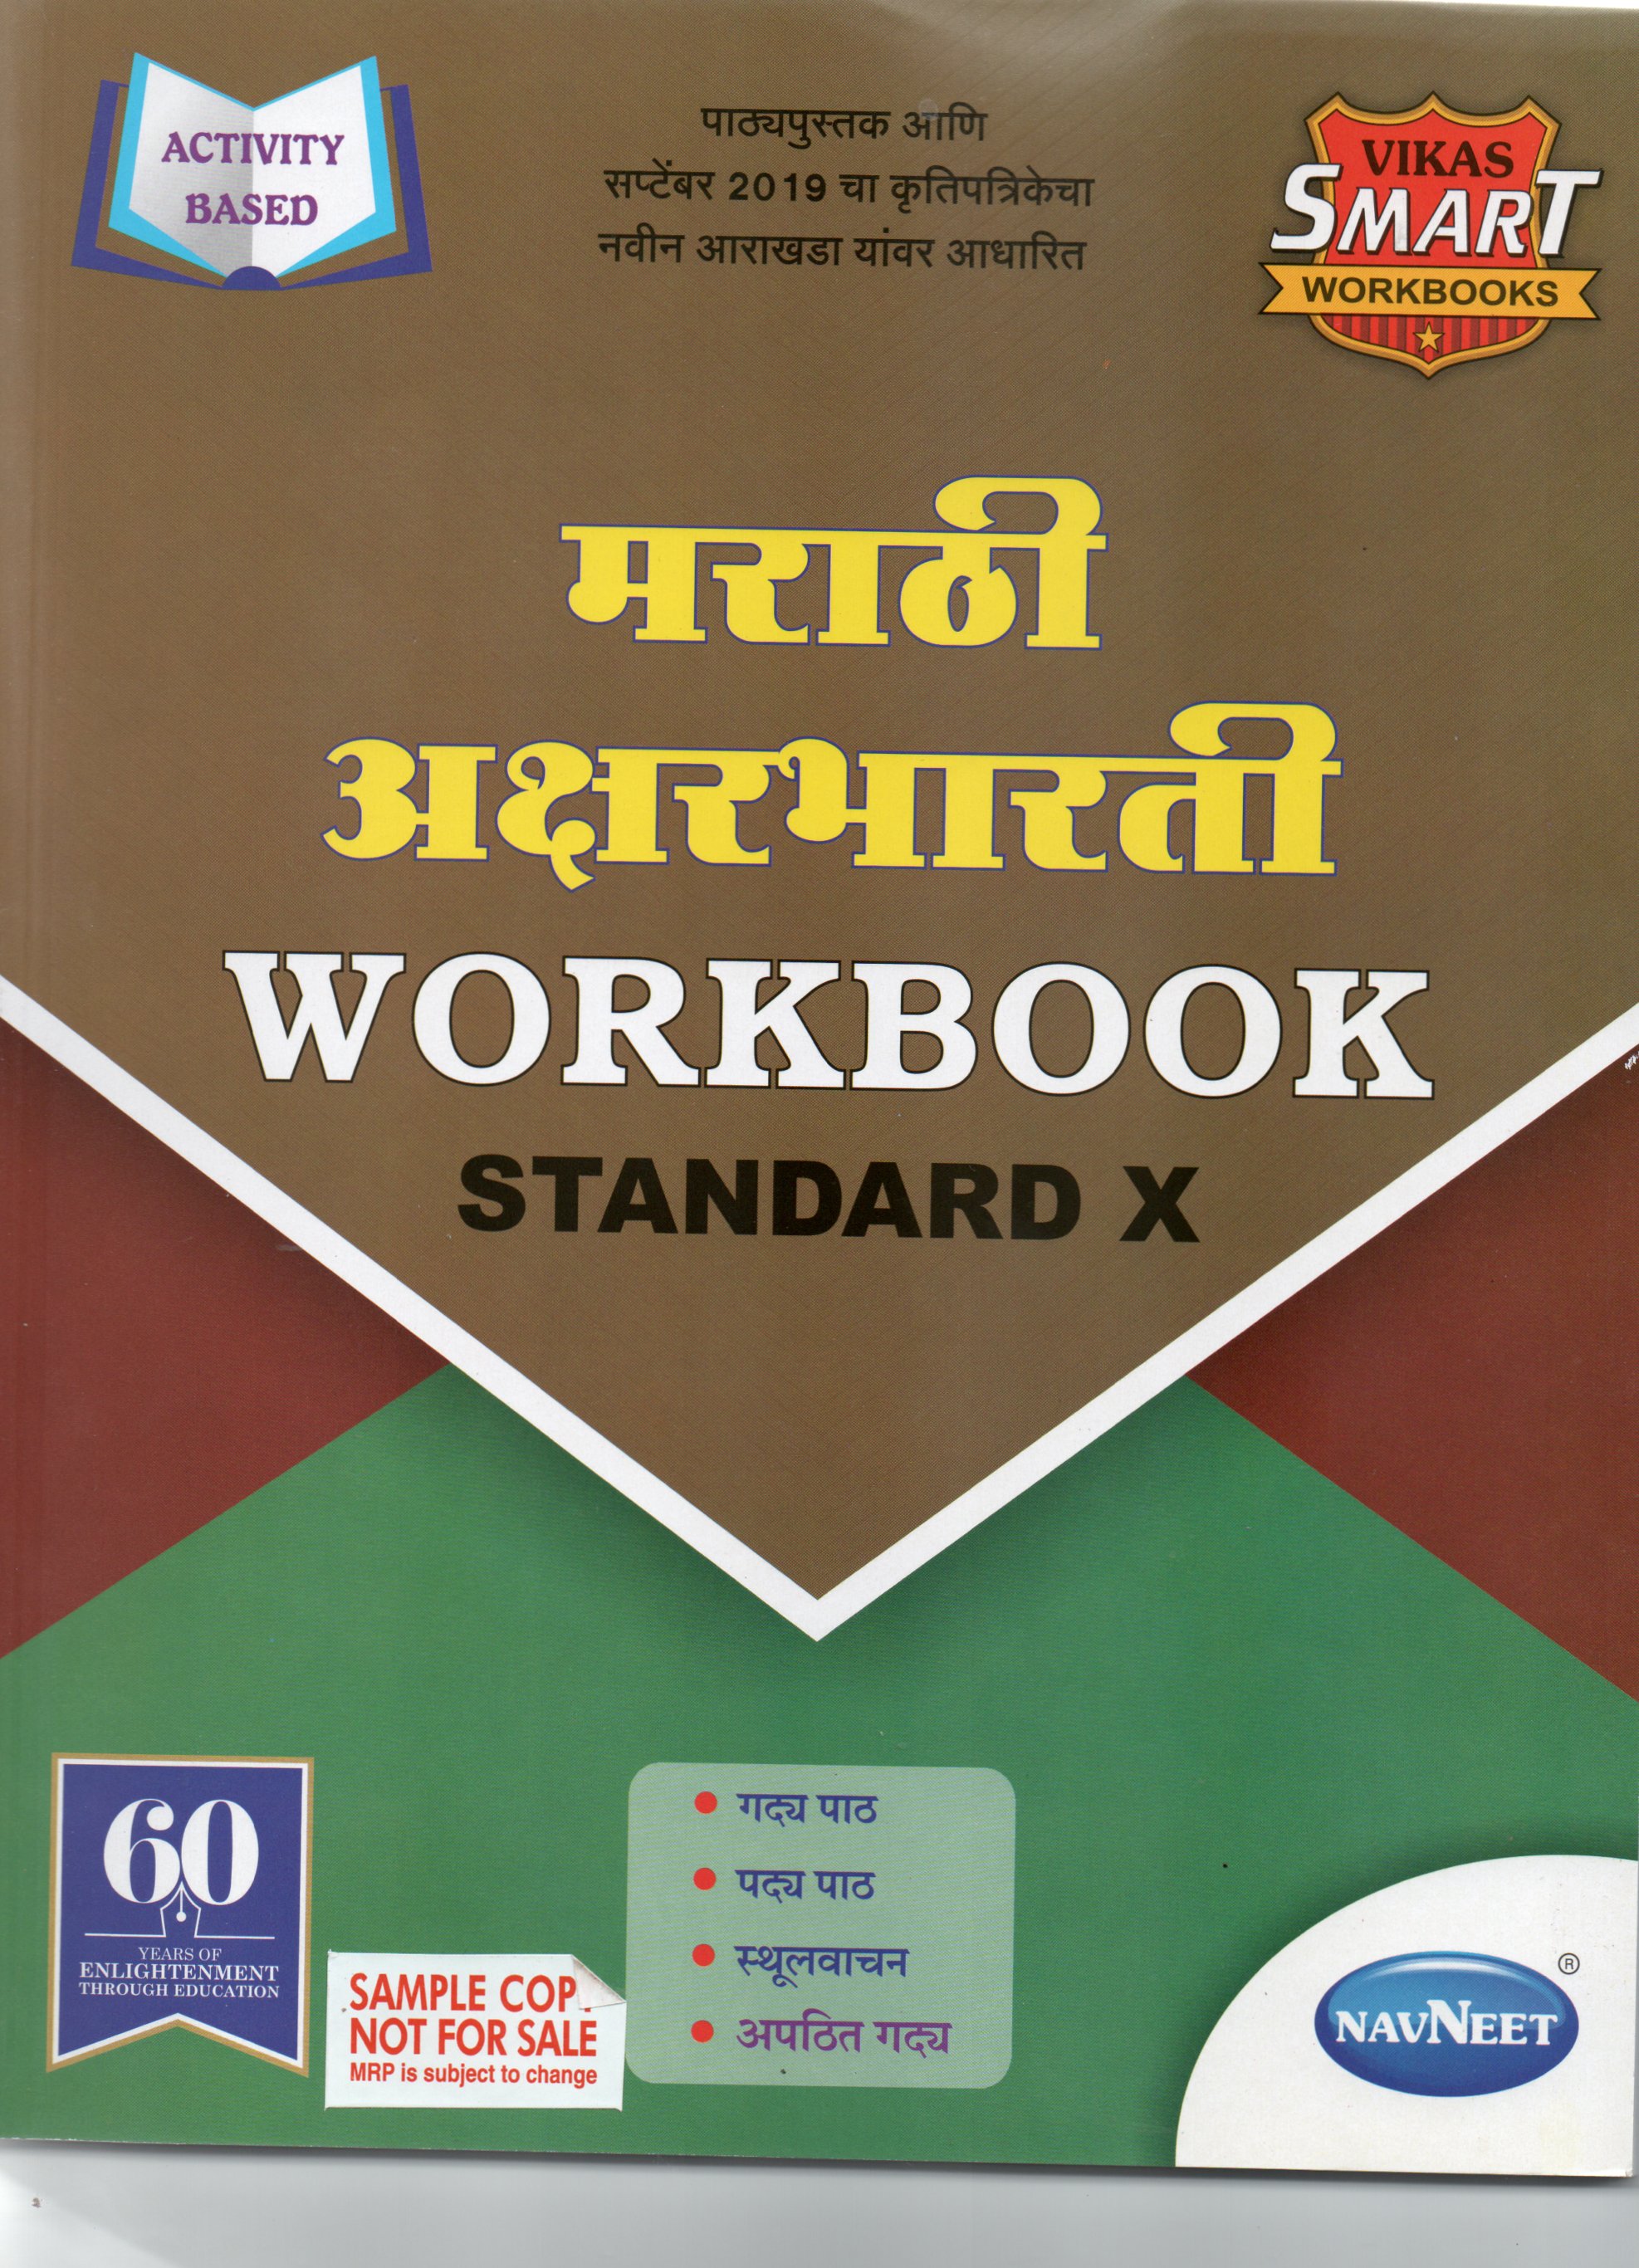 ACTIVITY
BASED
पाठ्यपुस्तक आणि
सप्टेंबर 2019 चा कृतिपत्रिकेचा
नवीन आराखडा यांवर आधारित
VIKAS
SMART
WORKBOOKS
मराठी
अक्षरभारती
WORKBOOK
STANDARD X
60
YEARS OF
ENLIGHTENMENT
THROUGH EDUCATION
SAMPLE COP
NOT FOR SALE
MRP is subject to change
• गद्य पाठ
• पद्य पाठ
• स्थूलवाचन
• अपठित गद्य
NAVNEET
®